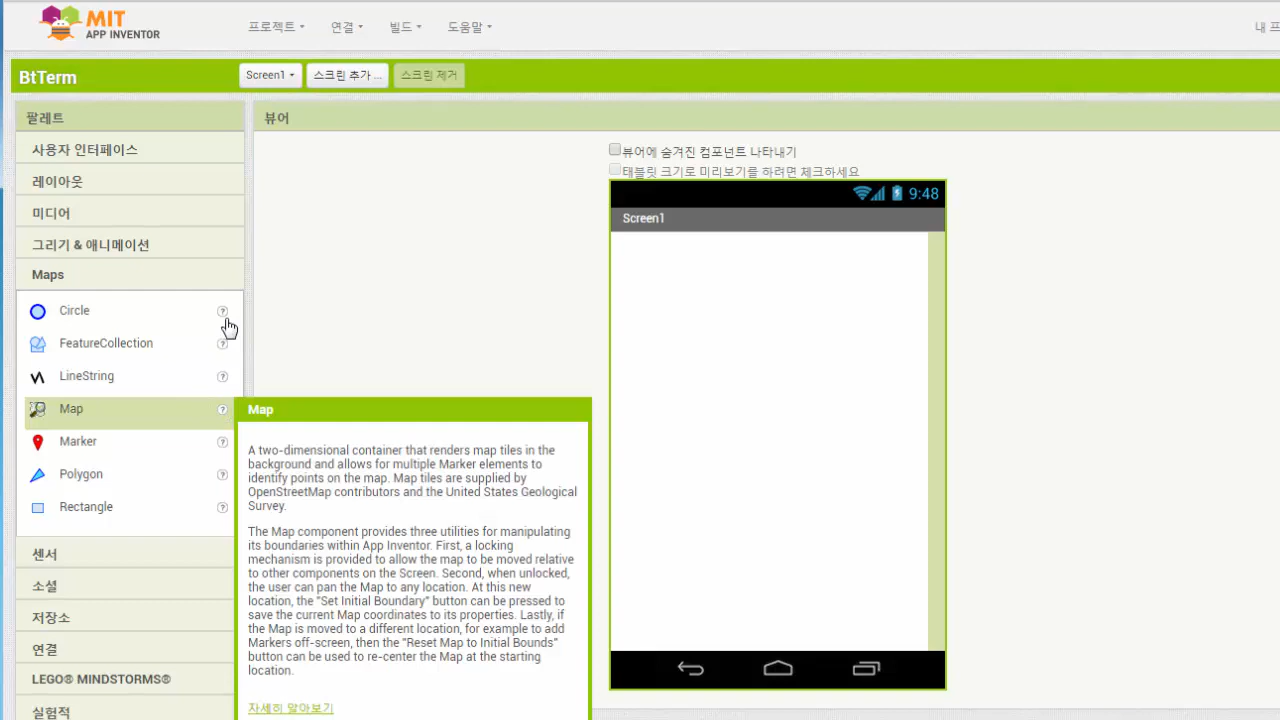 MIT
APP INVENTOR
프로젝트
연결
빌드
도움말
내 프
BtTerm
Screen1
스크린 추가 ...
스크린 제거
팔레트
뷰어
사용자 인터페이스
레이아웃
미디어
그리기 & 애니메이션
Maps
Circle
FeatureCollection
LineString
Map
Marker
Polygon
Rectangle
센서
소셜
저장소
연결
LEGO® MINDSTORMS®
실험적
뷰어에 숨겨진 컴포넌트 나타내기
태블릿 크기로 미리보기를 하려면 체크하세요
9:48
Screen1
Map
A two-dimensional container that renders map tiles in the
background and allows for multiple Marker elements to
identify points on the map. Map tiles are supplied by
OpenStreetMap contributors and the United States Geological
Survey.
The Map component provides three utilities for manipulating
its boundaries within App Inventor. First, a locking
mechanism is provided to allow the map to be moved relative
to other components on the Screen. Second, when unlocked,
the user can pan the Map to any location. At this new
location, the "Set Initial Boundary" button can be pressed to
save the current Map coordinates to its properties. Lastly, if
the Map is moved to a different location, for example to add
Markers off-screen, then the "Reset Map to Initial Bounds"
button can be used to re-center the Map at the starting
location.
자세히 알아보기